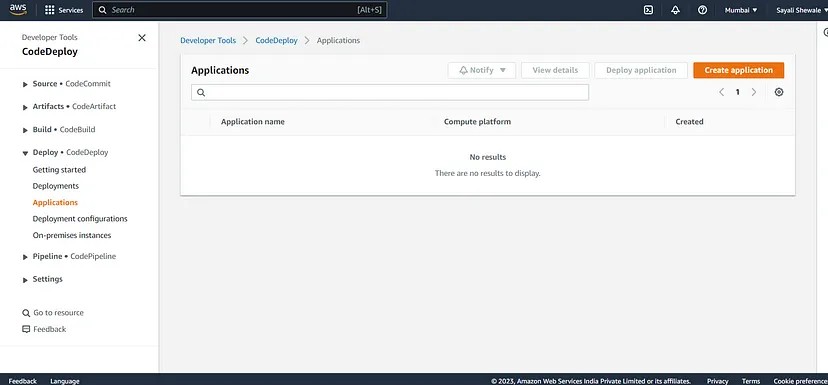 aws Services Search [Alt+S] Mumbai Sayali Shewale
Developer Tools
CodeDeploy
Source • CodeCommit
Artifacts • CodeArtifact
Build • CodeBuild
Deploy • CodeDeploy
Getting started
Deployments
Applications
Deployment configurations
On-premises instances
Pipeline • CodePipeline
Settings
Go to resource
Feedback
Developer Tools CodeDeploy Applications
Applications Notify View details Deploy application Create application
1
Application name Compute platform Created
No results
There are no results to display.
Feedback Language © 2023, Amazon Web Services India Private Limited or its affiliates. Privacy Terms Cookie preference